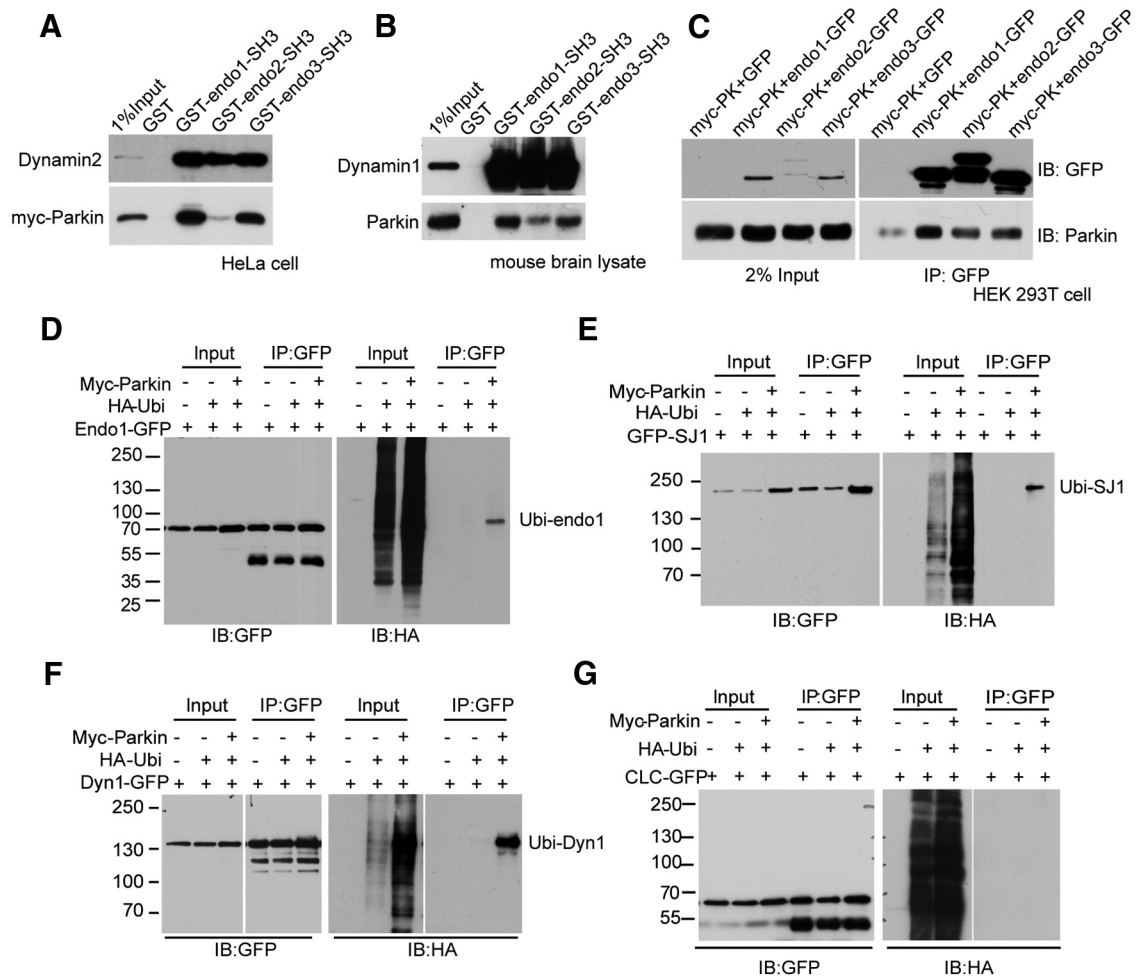 A
1%Input
GST
GST-endo1-SH3
GST-endo2-SH3
GST-endo3-SH3
Dynamin2
myc-Parkin
HeLa cell
B
1%Input
GST
GST-endo1-SH3
GST-endo2-SH3
GST-endo3-SH3
Dynamin1
Parkin
mouse brain lysate
C
myc-PK+GFP
myc-PK+endo1-GFP
myc-PK+endo2-GFP
myc-PK+endo3-GFP
myc-PK+GFP
myc-PK+endo1-GFP
myc-PK+endo2-GFP
myc-PK+endo3-GFP
IB: GFP
IB: Parkin
2% Input
IP: GFP
HEK 293T cell
D
Input IP:GFP Input IP:GFP
Myc-Parkin - - + - - + - - + - - +
HA-Ubi - + + - + + - + + - + +
Endo1-GFP + + + + + + + + + + + +
250
130
100
70
55
35
25
Ubi-endo1
IB:GFP IB:HA
E
Input IP:GFP Input IP:GFP
Myc-Parkin - - + - - + - - + - - +
HA-Ubi - + + - + + - + + - + +
GFP-SJ1 + + + + + + + + + + + +
250
130
100
70
Ubi-SJ1
IB:GFP IB:HA
F
Input IP:GFP Input IP:GFP
Myc-Parkin - - + - - + - - + - - +
HA-Ubi - + + - + + - + + - + +
Dyn1-GFP + + + + + + + + + + + +
250
130
100
70
Ubi-Dyn1
IB:GFP IB:HA
G
Input IP:GFP Input IP:GFP
Myc-Parkin - - + - - + - - + - - +
HA-Ubi - + + - + + - + + - + +
CLC-GFP + + + + + + + + + + + +
250
130
100
70
55
IB:GFP IB:HA